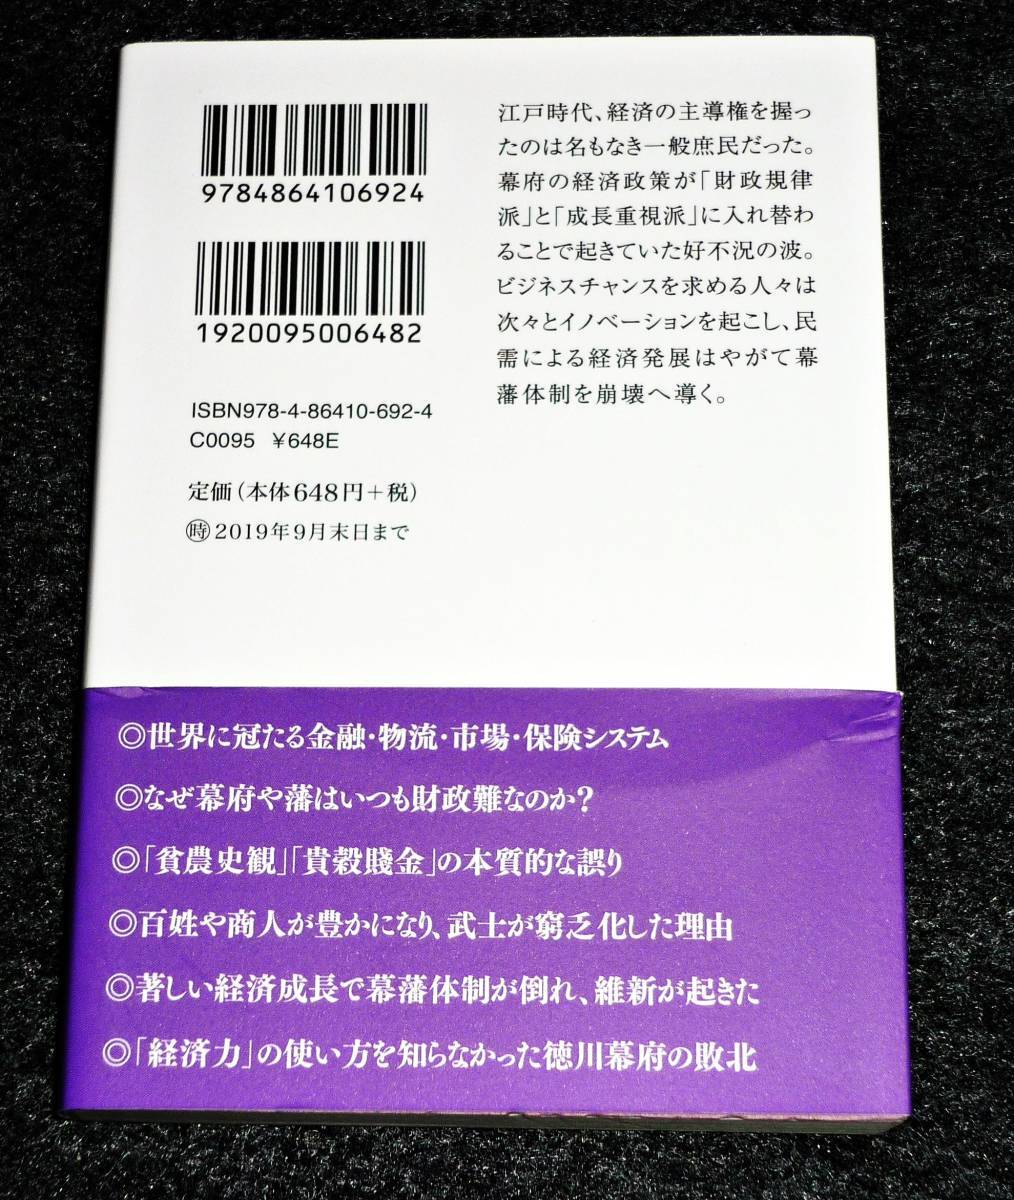 9784864106924
1920095006482
ISBN978-4-86410-692-4
C0095 ¥648E
定価(本体648円+税)
時2019年9月末日まで
江戸時代、経済の主導権を握っ
たのは名もなき一般庶民だった。
幕府の経済政策が「財政規律
派」と「成長重視派」に入れ替わ
ることで起きていた好不況の波。
ビジネスチャンスを求める人々は
次々とイノベーションを起こし、民
需による経済発展はやがて幕
藩体制を崩壊へ導く。
◎世界に冠たる金融・物流・市場・保険システム
◎なぜ幕府や藩はいつも財政難なのか?
◎「貧農史観」「貴穀賤金」の本質的な誤り
◎百姓や商人が豊かになり、武士が窮乏化した理由
◎著しい経済成長で幕藩体制が倒れ、維新が起きた
◎「経済力」の使い方を知らなかった徳川幕府の敗北